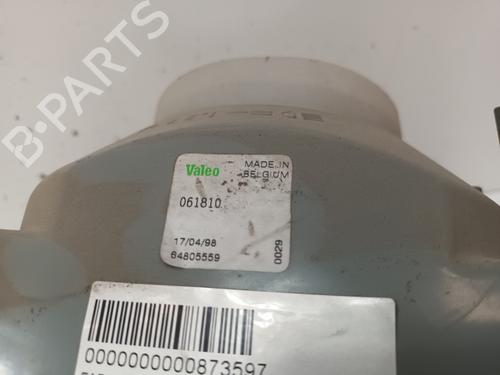 Valeo
MADE IN
BELGIUM
061810
17/04/98
64805559
0029
0000000000873597
B-PARTS